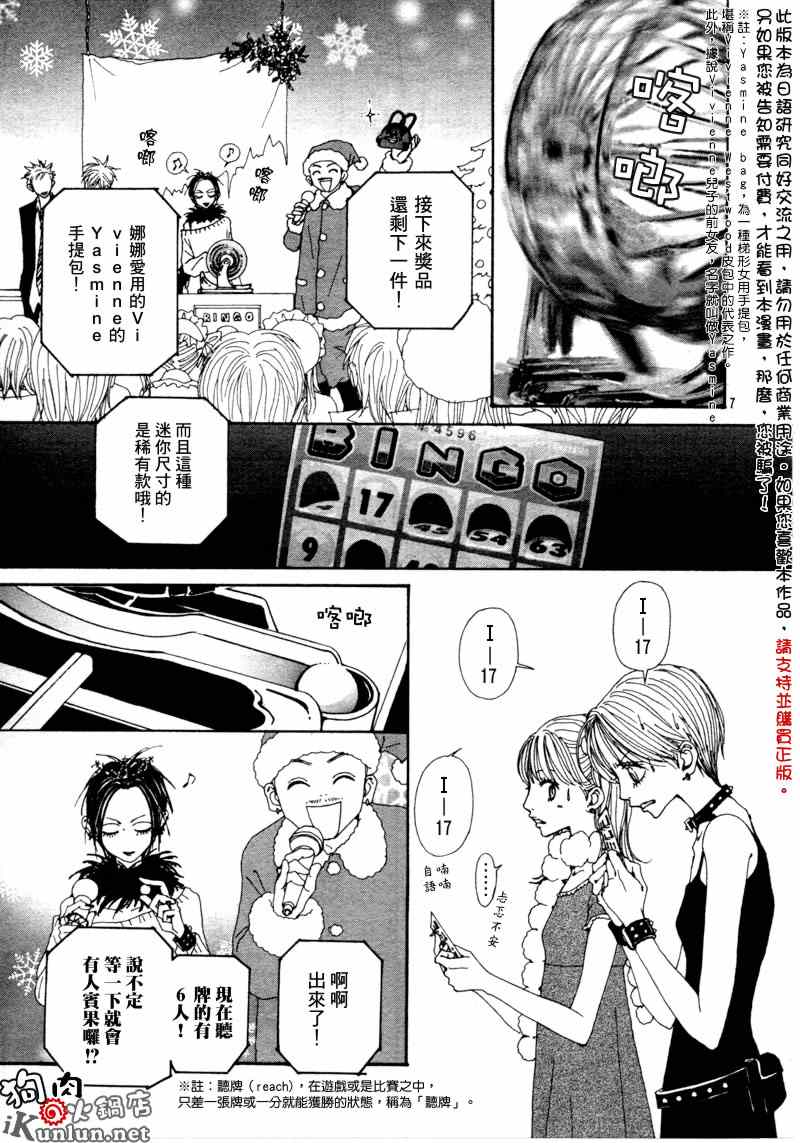 此版本為日語研究同好交流之用，請勿用於任何商業用途。如果您喜歡本作品，請支持並購買正版。
只如果您被告知需要付費，才能看到本漫畫，那麼，您被騙了！
※註：Yasmine bag，為一種梯形女用手提包，
堪稱Vivienne Westwood皮包中的代表之作。
此外，據說Vivienne兒子的前女友，名字就叫做Yasmine
7
喀
啷
喀
啷
喀
啷
接下來獎品
還剩下一件！
娜娜愛用的Vi
vienne的
Yasmine
手提包！
BINGO
而且這種
迷你尺寸的
是稀有款哦！
4596
BINGO
17
45
54
63
9
喀
啷
I—17
I—17
I—17
喃喃
自語
……
忐忑不安
啊啊
出來了！
現在聽
牌的有
6人！
說不定
等一下就會
有人賓果囉！？
※註：聽牌（reach），在遊戲或是比賽之中，
只差一張牌或一分就能獲勝的狀態，稱為「聽牌」。
狗肉
火鍋店
iKunlun.net